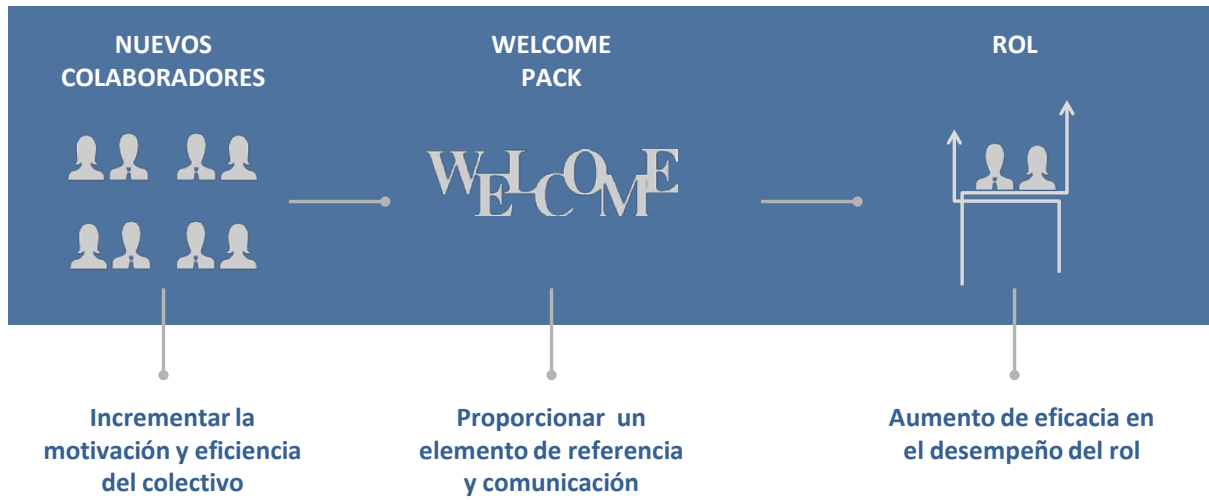 NUEVOS
COLABORADORES
WELCOME
PACK
ROL
WELCOME
Incrementar la
motivación y eficiencia
del colectivo
Proporcionar un
elemento de referencia
y comunicación
Aumento de eficacia en
el desempeño del rol